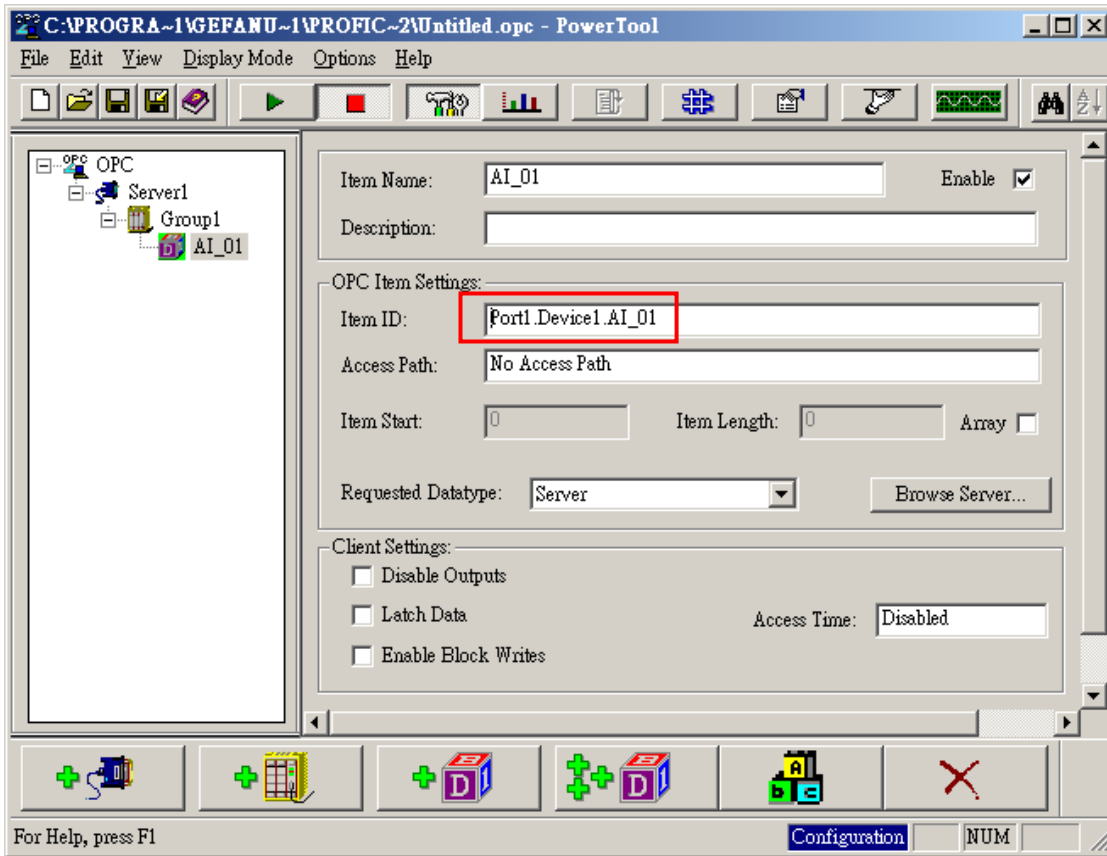 C:\PROGRA~1\GEFANU~1\PROFIC~2\Untitled.opc - PowerTool
File Edit View Display Mode Options Help
OPC
Server1
Group1
AI_01
Item Name: AI_01 Enable
Description:
OPC Item Settings:
Item ID: Port1.Device1.AI_01
Access Path: No Access Path
Item Start: 0 Item Length: 0 Array
Requested Datatype: Server Browse Server...
Client Settings:
Disable Outputs
Latch Data Access Time: Disabled
Enable Block Writes
For Help, press F1 Configuration NUM